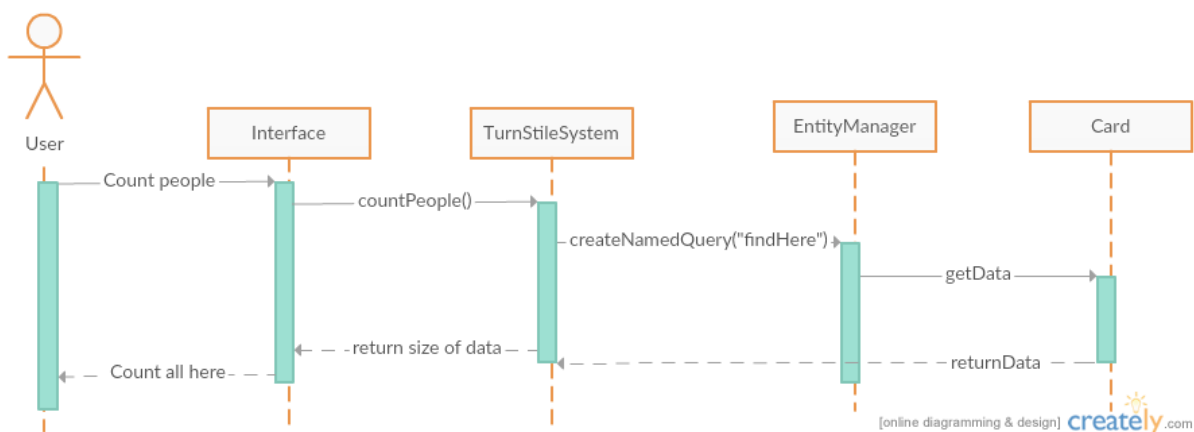 User
Interface
TurnStileSystem
EntityManager
Card
Count people
countPeople()
createNamedQuery("findHere")
getData
return size of data
returnData
Count all here
[online diagramming & design] creately.com